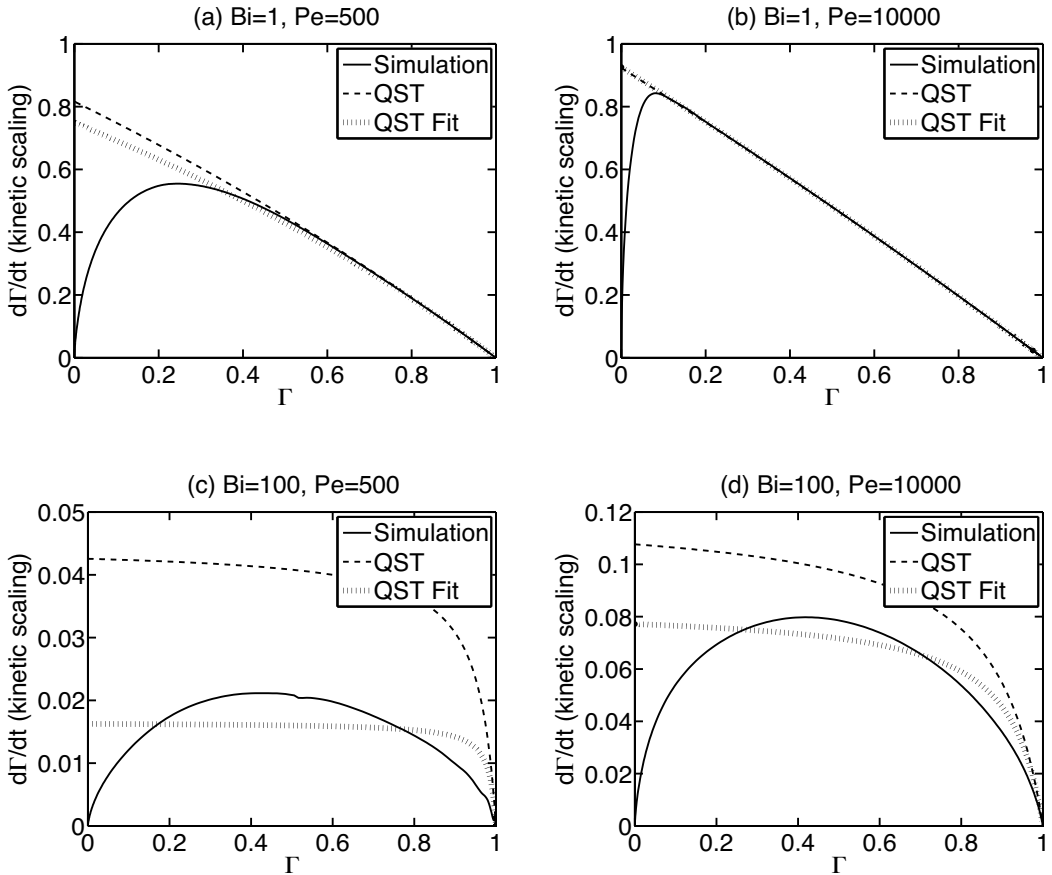 (a) Bi=1, Pe=500
1
0.8
0.6
0.4
0.2
0
dΓ/dt (kinetic scaling)
Simulation
QST
QST Fit
0 0.2 0.4 0.6 0.8 1
Γ
(b) Bi=1, Pe=10000
1
0.8
0.6
0.4
0.2
0
dΓ/dt (kinetic scaling)
Simulation
QST
QST Fit
0 0.2 0.4 0.6 0.8 1
Γ
(c) Bi=100, Pe=500
0.05
0.04
0.03
0.02
0.01
0
dΓ/dt (kinetic scaling)
Simulation
QST
QST Fit
0 0.2 0.4 0.6 0.8 1
Γ
(d) Bi=100, Pe=10000
0.12
0.1
0.08
0.06
0.04
0.02
0
dΓ/dt (kinetic scaling)
Simulation
QST
QST Fit
0 0.2 0.4 0.6 0.8 1
Γ